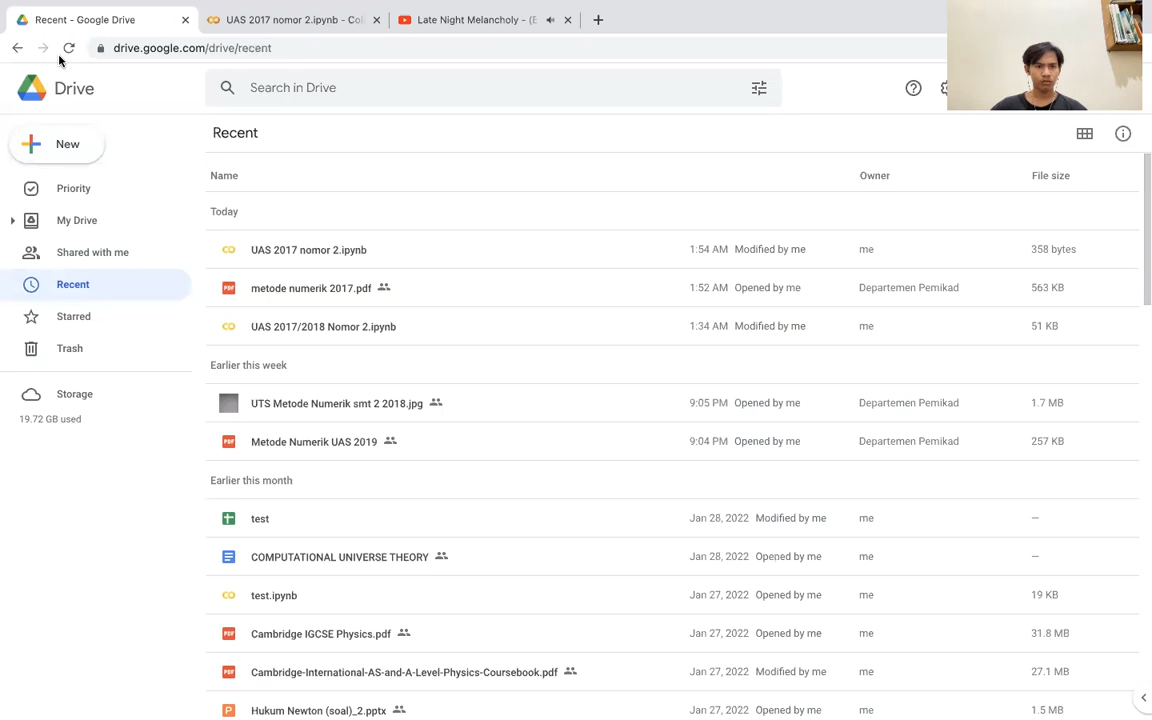 Recent - Google Drive
UAS 2017 nomor 2.ipynb - Col
Late Night Melancholy - (E
drive.google.com/drive/recent
Drive
Search in Drive
New
Priority
My Drive
Shared with me
Recent
Starred
Trash
Storage
19.72 GB used
Recent
Name Owner File size
Today
UAS 2017 nomor 2.ipynb 1:54 AM Modified by me me 358 bytes
metode numerik 2017.pdf 1:52 AM Opened by me Departemen Pemikad 563 KB
UAS 2017/2018 Nomor 2.ipynb 1:34 AM Modified by me me 51 KB
Earlier this week
UTS Metode Numerik smt 2 2018.jpg 9:05 PM Opened by me Departemen Pemikad 1.7 MB
Metode Numerik UAS 2019 9:04 PM Opened by me Departemen Pemikad 257 KB
Earlier this month
test Jan 28, 2022 Modified by me me —
COMPUTATIONAL UNIVERSE THEORY Jan 28, 2022 Opened by me me —
test.ipynb Jan 27, 2022 Opened by me me 19 KB
Cambridge IGCSE Physics.pdf Jan 27, 2022 Opened by me me 31.8 MB
Cambridge-International-AS-and-A-Level-Physics-Coursebook.pdf Jan 27, 2022 Modified by me me 27.1 MB
Hukum Newton (soal)_2.pptx Jan 27, 2022 Opened by me me 1.5 MB